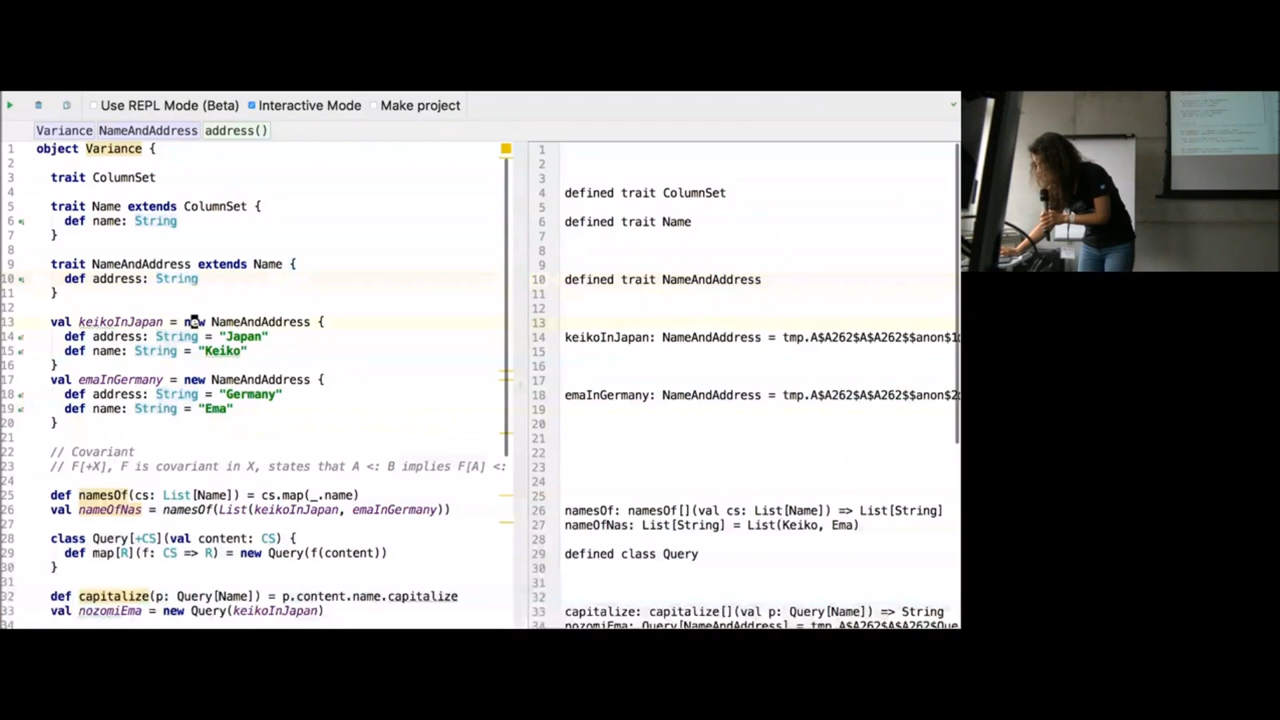 Use REPL Mode (Beta) Interactive Mode Make project
Variance NameAndAddress address()
1 object Variance {
2
3 trait ColumnSet
4
5 trait Name extends ColumnSet {
6 def name: String
7 }
8
9 trait NameAndAddress extends Name {
10 def address: String
11 }
12
13 val keikoInJapan = new NameAndAddress {
14 def address: String = "Japan"
15 def name: String = "Keiko"
16 }
17 val emaInGermany = new NameAndAddress {
18 def address: String = "Germany"
19 def name: String = "Ema"
20 }
21
22 // Covariant
23 // F[+X], F is covariant in X, states that A <: B implies F[A] <:
24
25 def namesOf(cs: List[Name]) = cs.map(_.name)
26 val nameOfNas = namesOf(List(keikoInJapan, emaInGermany))
27
28 class Query[+CS](val content: CS) {
29 def map[R](f: CS => R) = new Query(f(content))
30 }
31
32 def capitalize(p: Query[Name]) = p.content.name.capitalize
33 val nozomiEma = new Query(keikoInJapan)
34
1
2
3
4 defined trait ColumnSet
5
6 defined trait Name
7
8
9
10 defined trait NameAndAddress
11
12
13
14 keikoInJapan: NameAndAddress = tmp.A$A262$A$A262$$anon$1
15
16
17
18 emaInGermany: NameAndAddress = tmp.A$A262$A$A262$$anon$2
19
20
21
22
23
24
25
26 namesOf: namesOf[](val cs: List[Name]) => List[String]
27 nameOfNas: List[String] = List(Keiko, Ema)
28
29 defined class Query
30
31
32
33 capitalize: capitalize[](val p: Query[Name]) => String
34 nozomiEma: Query[NameAndAddress] = tmp.A$A262$A$A262$Que